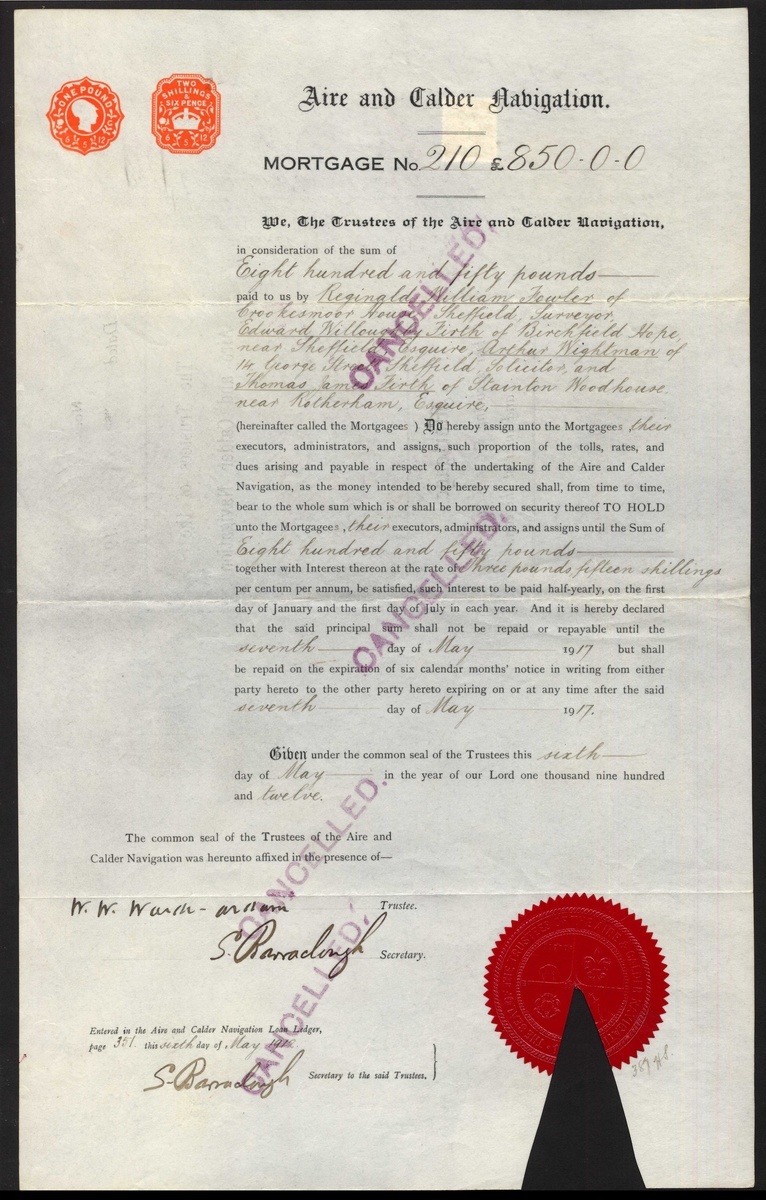 ONE POUND
6 5 12
TWO
SHILLINGS
&
SIX PENCE
6 5 12
Aire and Calder Navigation.
MORTGAGE No. 210 £850-0-0
We, The Trustees of the Aire and Calder Navigation,
in consideration of the sum of
Eight hundred and fifty pounds
paid to us by Reginald William Fowler of
Crookesmoor House, Sheffield, Surveyor,
Edward Willoughby Firth of Birchfield Hope,
near Sheffield, Esquire, Arthur Wightman of
14 George Street, Sheffield, Solicitor, and
Thomas James Firth of Stainton Woodhouse
near Rotherham, Esquire,
(hereinafter called the Mortgagees) Do hereby assign unto the Mortgagees their
executors, administrators, and assigns, such proportion of the tolls, rates, and
dues arising and payable in respect of the undertaking of the Aire and Calder
Navigation, as the money intended to be hereby secured shall, from time to time,
bear to the whole sum which is or shall be borrowed on security thereof TO HOLD
unto the Mortgagees, their executors, administrators, and assigns until the Sum of
Eight hundred and fifty pounds
together with Interest thereon at the rate of Three pounds, fifteen shillings
per centum per annum, be satisfied, such interest to be paid half-yearly, on the first
day of January and the first day of July in each year. And it is hereby declared
that the said principal sum shall not be repaid or repayable until the
seventh day of May 1917 but shall
be repaid on the expiration of six calendar months' notice in writing from either
party hereto to the other party hereto expiring on or at any time after the said
seventh day of May 1917.
Given under the common seal of the Trustees this sixth
day of May in the year of our Lord one thousand nine hundred
and twelve.
The common seal of the Trustees of the Aire and
Calder Navigation was hereunto affixed in the presence of—
W. W. Trustee.
S. Barraclough Secretary.
Entered in the Aire and Calder Navigation Loan Ledger,
page 351. this sixth day of May 1912
S. Barraclough Secretary to the said Trustees.
CANCELLED.
CANCELLED.
CANCELLED.
CANCELLED.